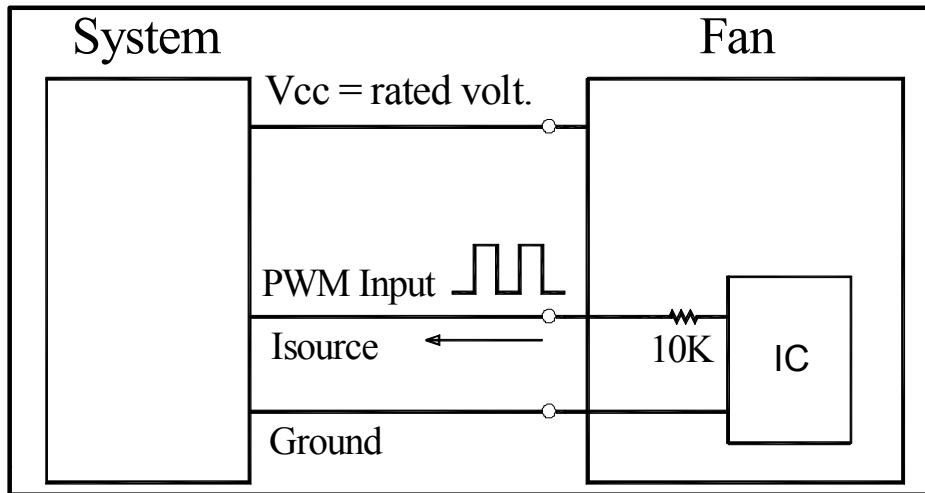 System
Fan
Vcc = rated volt.
PWM Input
Isource
10K
IC
Ground